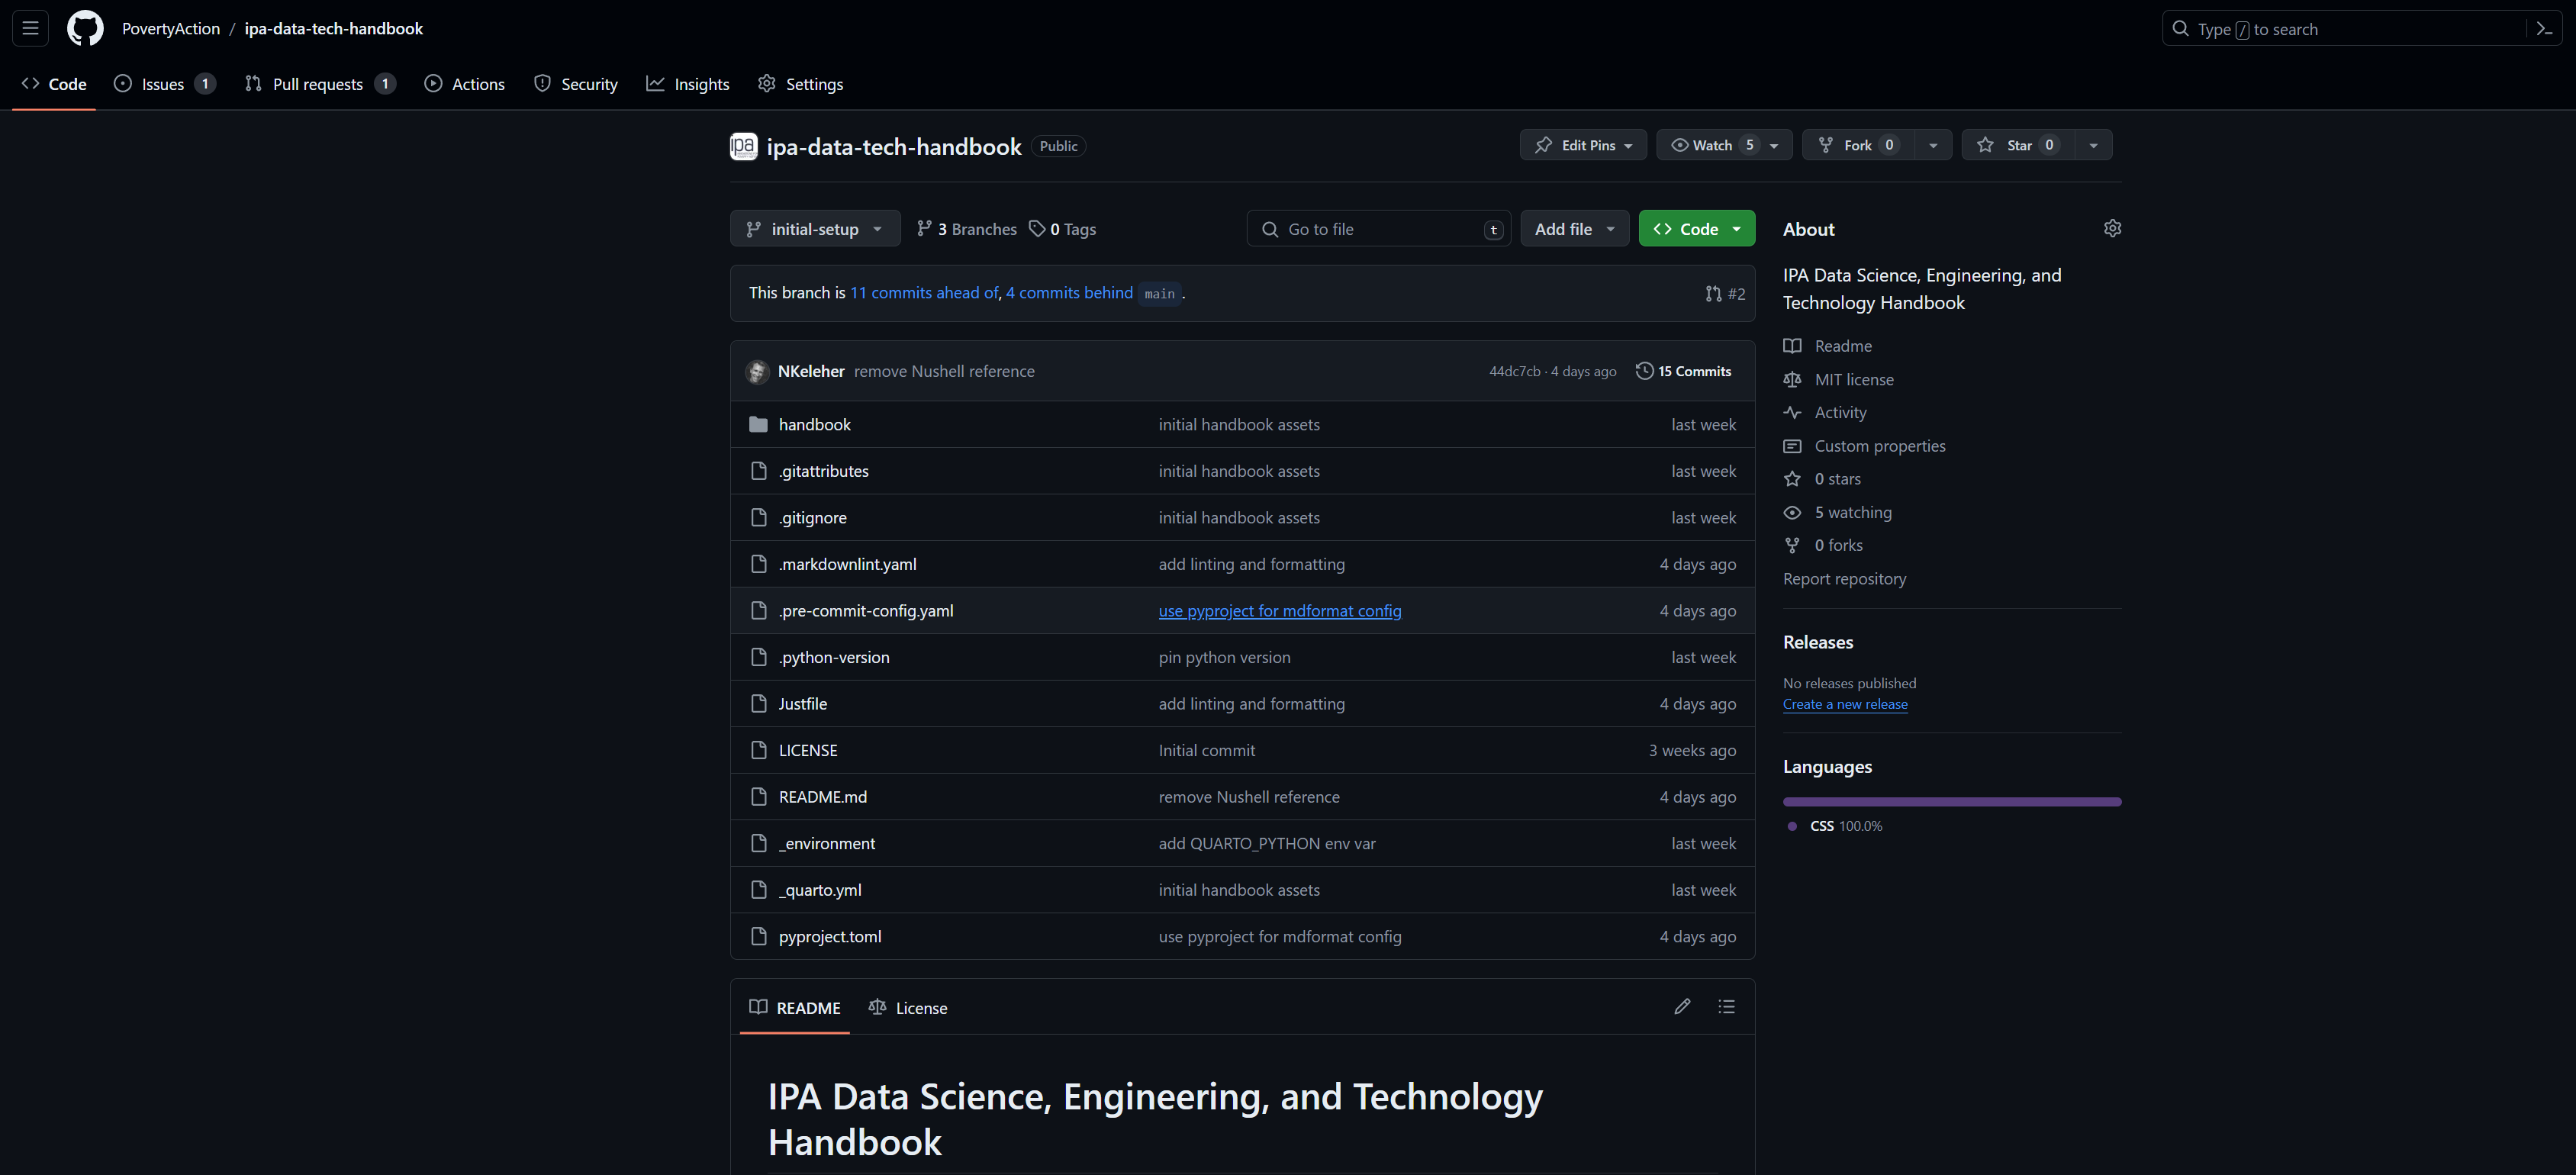 PovertyAction / ipa-data-tech-handbook
Type / to search
Code
Issues 1
Pull requests 1
Actions
Security
Insights
Settings
ipa
ipa-data-tech-handbook Public
Edit Pins
Watch 5
Fork 0
Star 0
initial-setup
3 Branches
0 Tags
Go to file t
Add file
Code
This branch is 11 commits ahead of, 4 commits behind main .
#2
NKeleher remove Nushell reference 44dc7cb · 4 days ago 15 Commits
handbook initial handbook assets last week
.gitattributes initial handbook assets last week
.gitignore initial handbook assets last week
.markdownlint.yaml add linting and formatting 4 days ago
.pre-commit-config.yaml use pyproject for mdformat config 4 days ago
.python-version pin python version last week
Justfile add linting and formatting 4 days ago
LICENSE Initial commit 3 weeks ago
README.md remove Nushell reference 4 days ago
_environment add QUARTO_PYTHON env var last week
_quarto.yml initial handbook assets last week
pyproject.toml use pyproject for mdformat config 4 days ago
README
License
IPA Data Science, Engineering, and Technology
Handbook
About
IPA Data Science, Engineering, and
Technology Handbook
Readme
MIT license
Activity
Custom properties
0 stars
5 watching
0 forks
Report repository
Releases
No releases published
Create a new release
Languages
CSS 100.0%